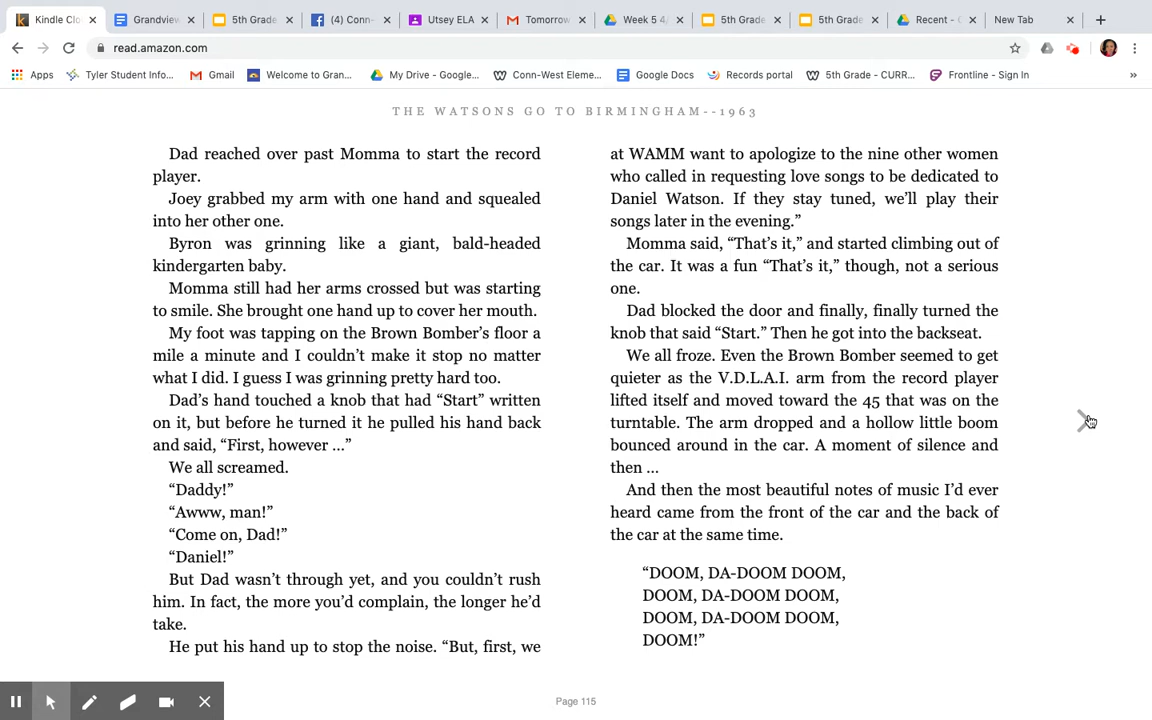 Kindle Clo
Grandview
5th Grade
(4) Conn-
Utsey ELA
Tomorrow
Week 5 4/
5th Grade
5th Grade
Recent - G
New Tab
read.amazon.com
Apps
Tyler Student Info...
Gmail
Welcome to Gran...
My Drive - Google...
Conn-West Eleme...
Google Docs
Records portal
5th Grade - CURR...
Frontline - Sign In
»
THE WATSONS GO TO BIRMINGHAM--1963
Dad reached over past Momma to start the record
player.
Joey grabbed my arm with one hand and squealed
into her other one.
Byron was grinning like a giant, bald-headed
kindergarten baby.
Momma still had her arms crossed but was starting
to smile. She brought one hand up to cover her mouth.
My foot was tapping on the Brown Bomber’s floor a
mile a minute and I couldn’t make it stop no matter
what I did. I guess I was grinning pretty hard too.
Dad’s hand touched a knob that had “Start” written
on it, but before he turned it he pulled his hand back
and said, “First, however ...”
We all screamed.
“Daddy!”
“Awww, man!”
“Come on, Dad!”
“Daniel!”
But Dad wasn’t through yet, and you couldn’t rush
him. In fact, the more you’d complain, the longer he’d
take.
He put his hand up to stop the noise. “But, first, we
at WAMM want to apologize to the nine other women
who called in requesting love songs to be dedicated to
Daniel Watson. If they stay tuned, we’ll play their
songs later in the evening.”
Momma said, “That’s it,” and started climbing out of
the car. It was a fun “That’s it,” though, not a serious
one.
Dad blocked the door and finally, finally turned the
knob that said “Start.” Then he got into the backseat.
We all froze. Even the Brown Bomber seemed to get
quieter as the V.D.L.A.I. arm from the record player
lifted itself and moved toward the 45 that was on the
turntable. The arm dropped and a hollow little boom
bounced around in the car. A moment of silence and
then ...
And then the most beautiful notes of music I’d ever
heard came from the front of the car and the back of
the car at the same time.
“DOOM, DA-DOOM DOOM,
DOOM, DA-DOOM DOOM,
DOOM, DA-DOOM DOOM,
DOOM!”
Page 115